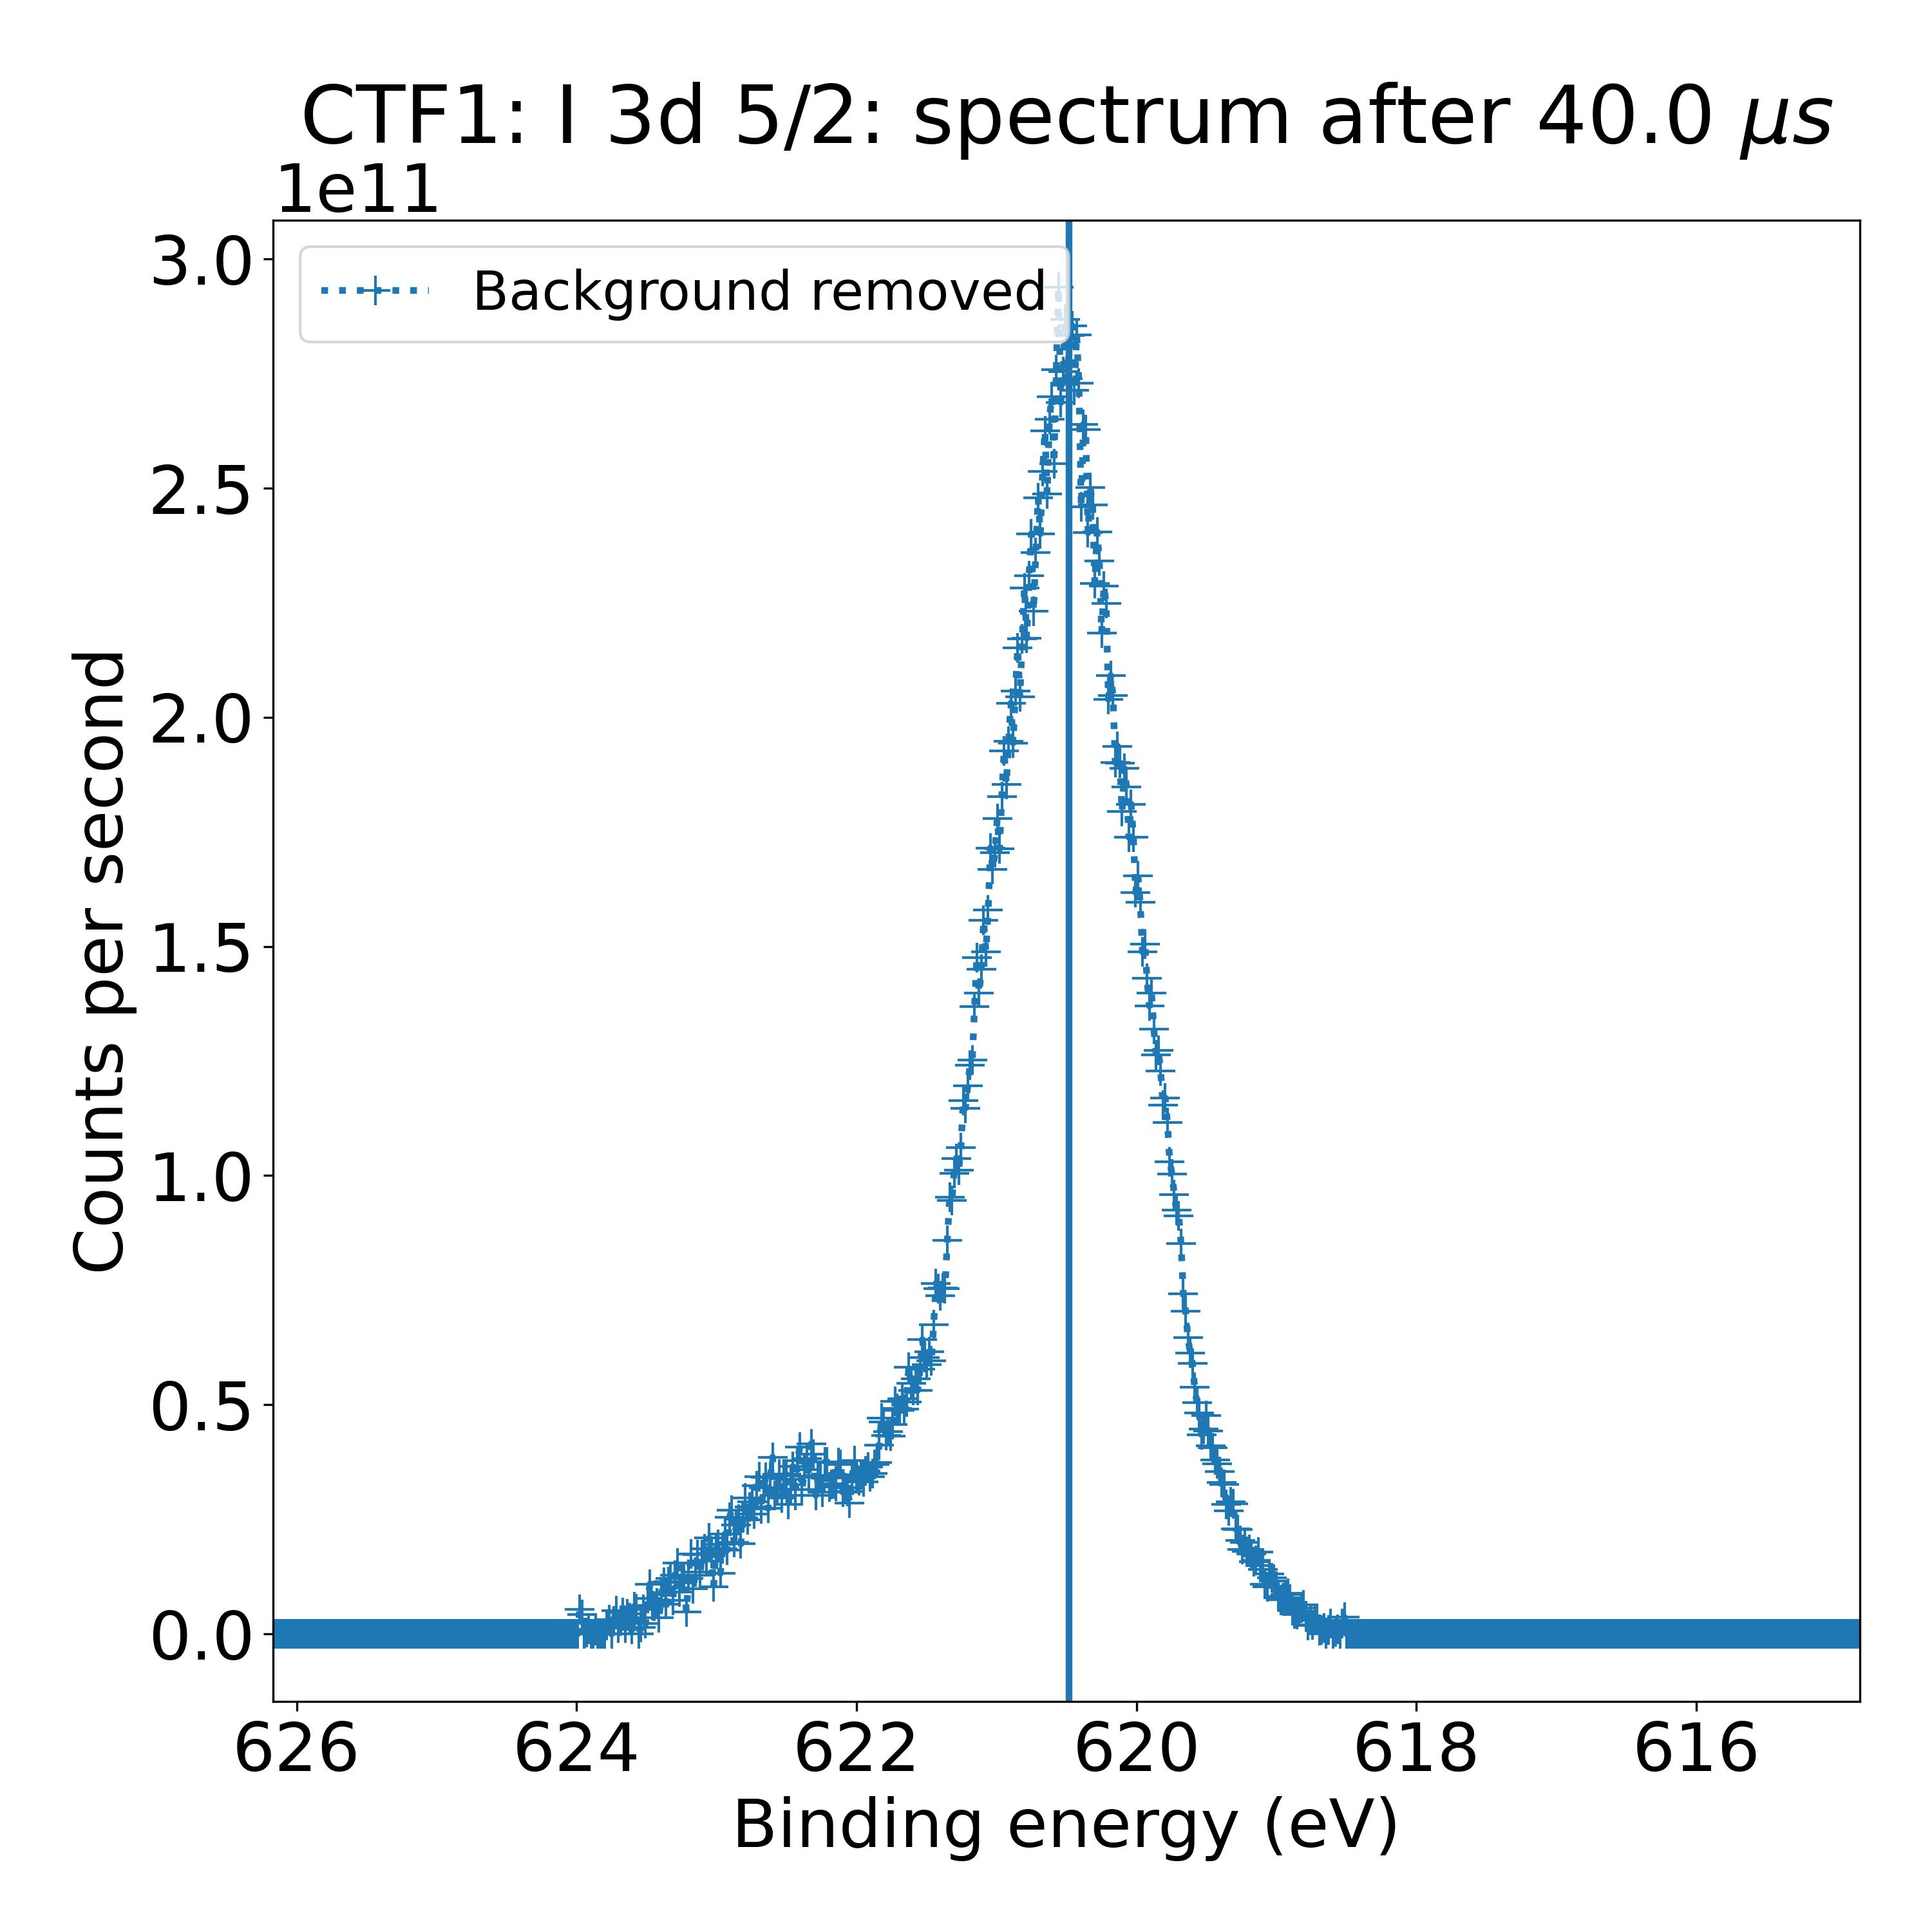 CTF1: I 3d 5/2: spectrum after 40.0 μs
1e11
Background removed
3.0
2.5
2.0
1.5
1.0
0.5
0.0
Counts per second
626 624 622 620 618 616
Binding energy (eV)